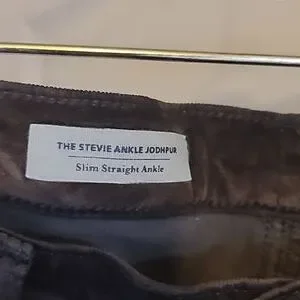 THE STEVIE ANKLE JODHPUR
Slim Straight Ankle